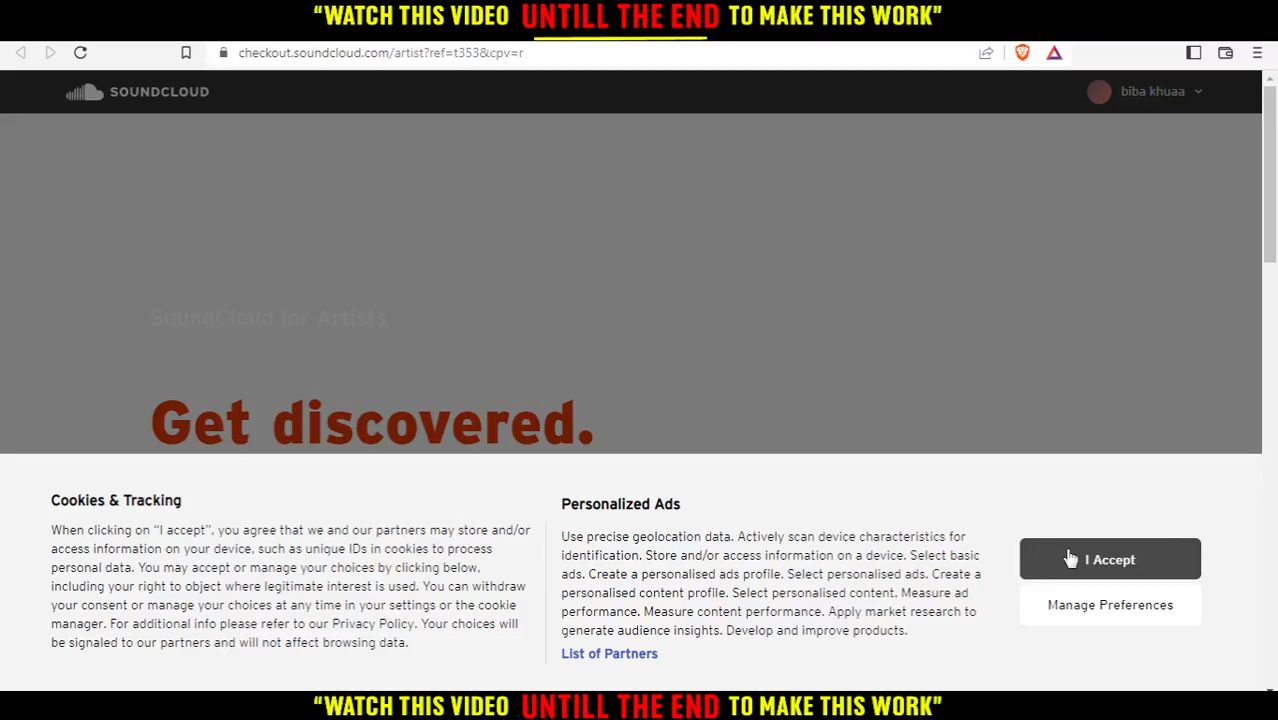 “WATCH THIS VIDEO UNTILL THE END TO MAKE THIS WORK”
checkout.soundcloud.com/artist?ref=t353&cpv=r
SOUNDCLOUD
biba khuaa
SoundCloud for Artists
Get discovered.
Cookies & Tracking
When clicking on “I accept”, you agree that we and our partners may store and/or
access information on your device, such as unique IDs in cookies to process
personal data. You may accept or manage your choices by clicking below,
including your right to object where legitimate interest is used. You can withdraw
your consent or manage your choices at any time in your settings or the cookie
manager. For additional info please refer to our Privacy Policy. Your choices will
be signaled to our partners and will not affect browsing data.
Personalized Ads
Use precise geolocation data. Actively scan device characteristics for
identification. Store and/or access information on a device. Select basic
ads. Create a personalised ads profile. Select personalised ads. Create a
personalised content profile. Select personalised content. Measure ad
performance. Measure content performance. Apply market research to
generate audience insights. Develop and improve products.
List of Partners
I Accept
Manage Preferences
“WATCH THIS VIDEO UNTILL THE END TO MAKE THIS WORK”